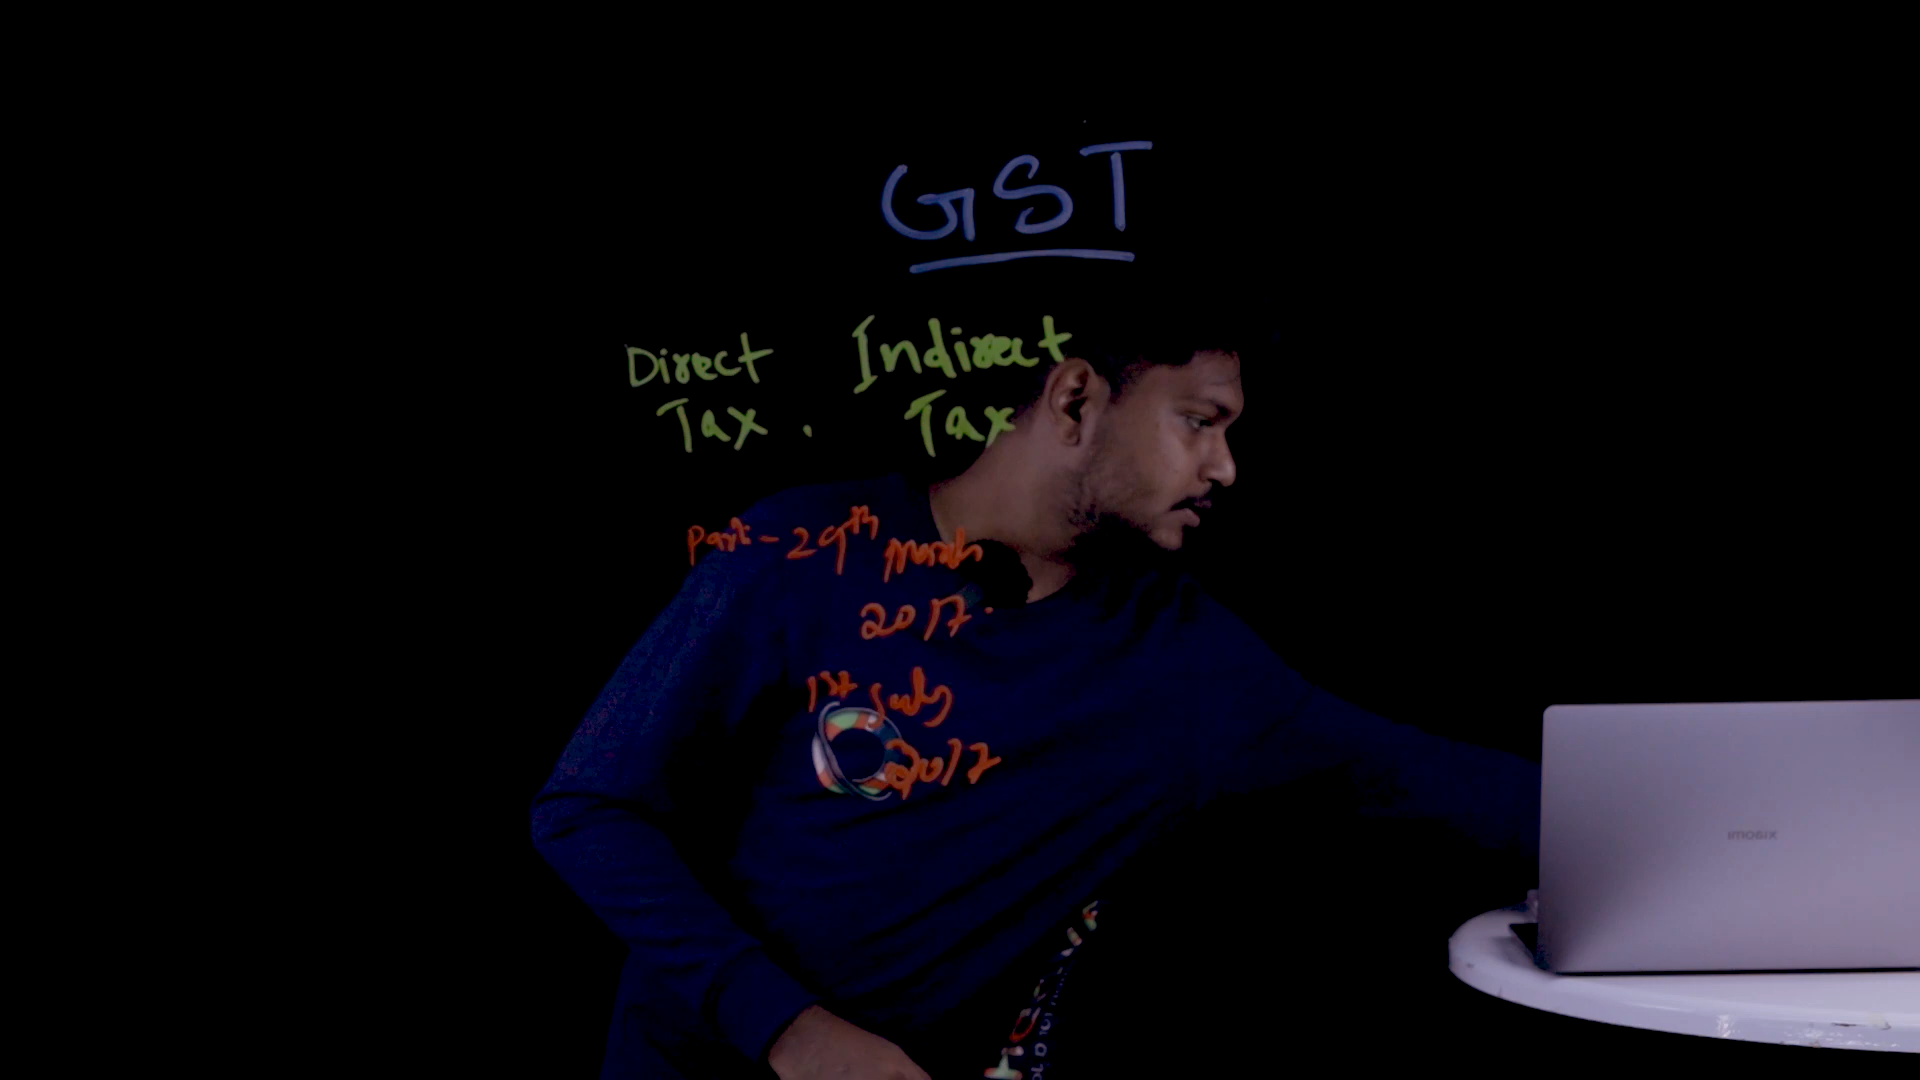 GST
Direct Indirect
Tax. Tax
Part - 29th March
2017.
1st July
2017